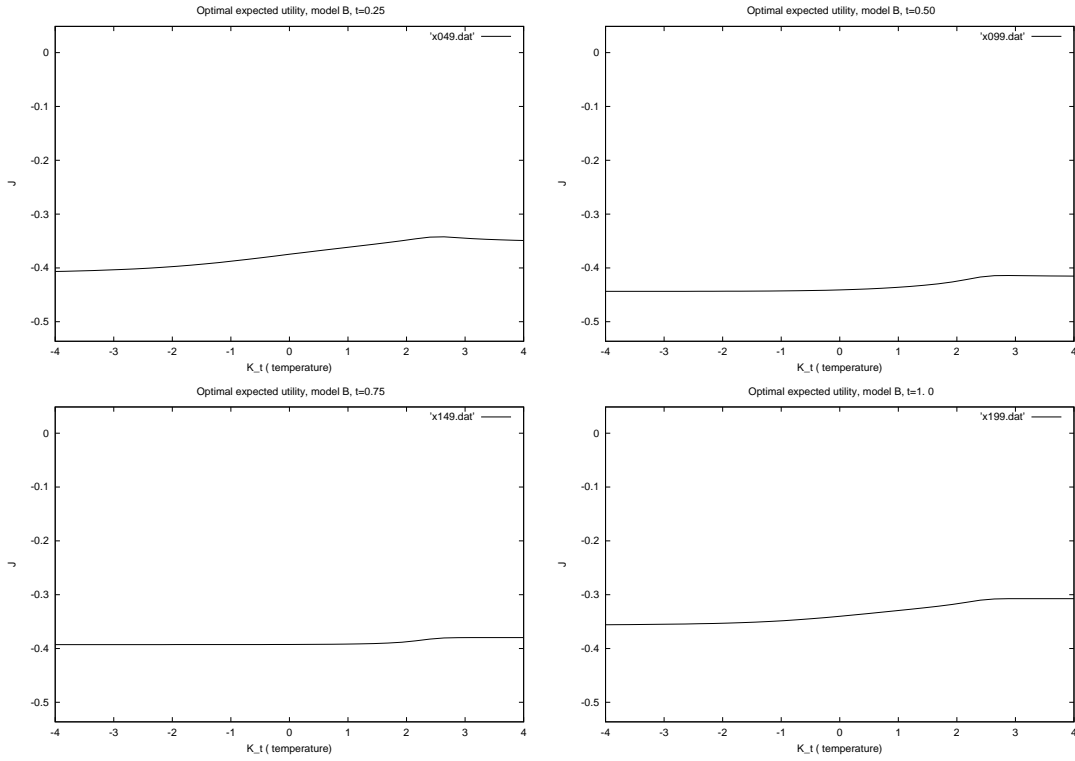 Optimal expected utility, model B, t=0.25
'x049.dat'
0
-0.1
-0.2
-0.3
-0.4
-0.5
J
-4 -3 -2 -1 0 1 2 3 4
K_t ( temperature)
Optimal expected utility, model B, t=0.50
'x099.dat'
0
-0.1
-0.2
-0.3
-0.4
-0.5
J
-4 -3 -2 -1 0 1 2 3 4
K_t ( temperature)
Optimal expected utility, model B, t=0.75
'x149.dat'
0
-0.1
-0.2
-0.3
-0.4
-0.5
J
-4 -3 -2 -1 0 1 2 3 4
K_t ( temperature)
Optimal expected utility, model B, t=1. 0
'x199.dat'
0
-0.1
-0.2
-0.3
-0.4
-0.5
J
-4 -3 -2 -1 0 1 2 3 4
K_t ( temperature)